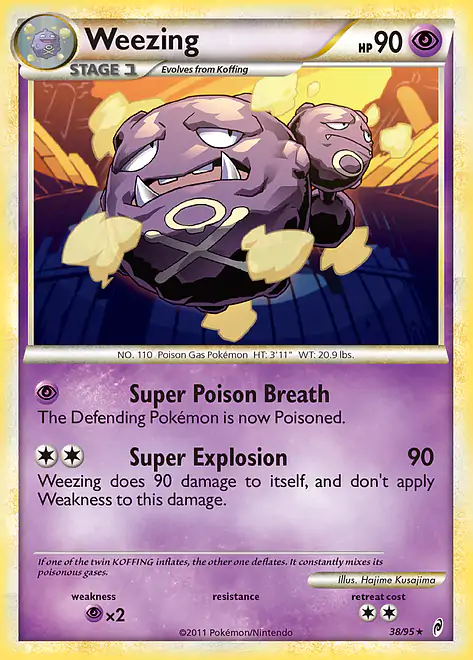 Weezing
HP 90
STAGE 1
Evolves from Koffing
NO. 110 Poison Gas Pokémon HT: 3'11" WT: 20.9 lbs.
Super Poison Breath
The Defending Pokémon is now Poisoned.
Super Explosion 90
Weezing does 90 damage to itself, and don't apply
Weakness to this damage.
If one of the twin KOFFING inflates, the other one deflates. It constantly mixes its
poisonous gases.
Illus. Hajime Kusajima
weakness resistance retreat cost
×2
38/95★
©2011 Pokémon/Nintendo